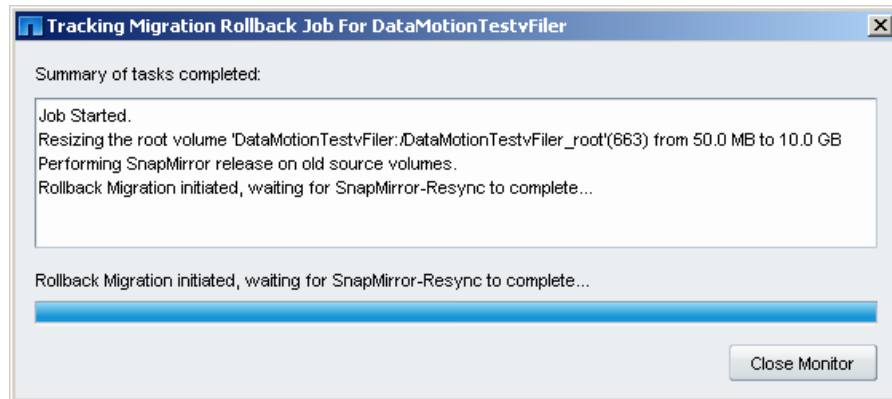 Tracking Migration Rollback Job For DataMotionTestvFiler
Summary of tasks completed:
Job Started.
Resizing the root volume 'DataMotionTestvFiler:/DataMotionTestvFiler_root'(663) from 50.0 MB to 10.0 GB
Performing SnapMirror release on old source volumes.
Rollback Migration initiated, waiting for SnapMirror-Resync to complete...
Rollback Migration initiated, waiting for SnapMirror-Resync to complete...
Close Monitor